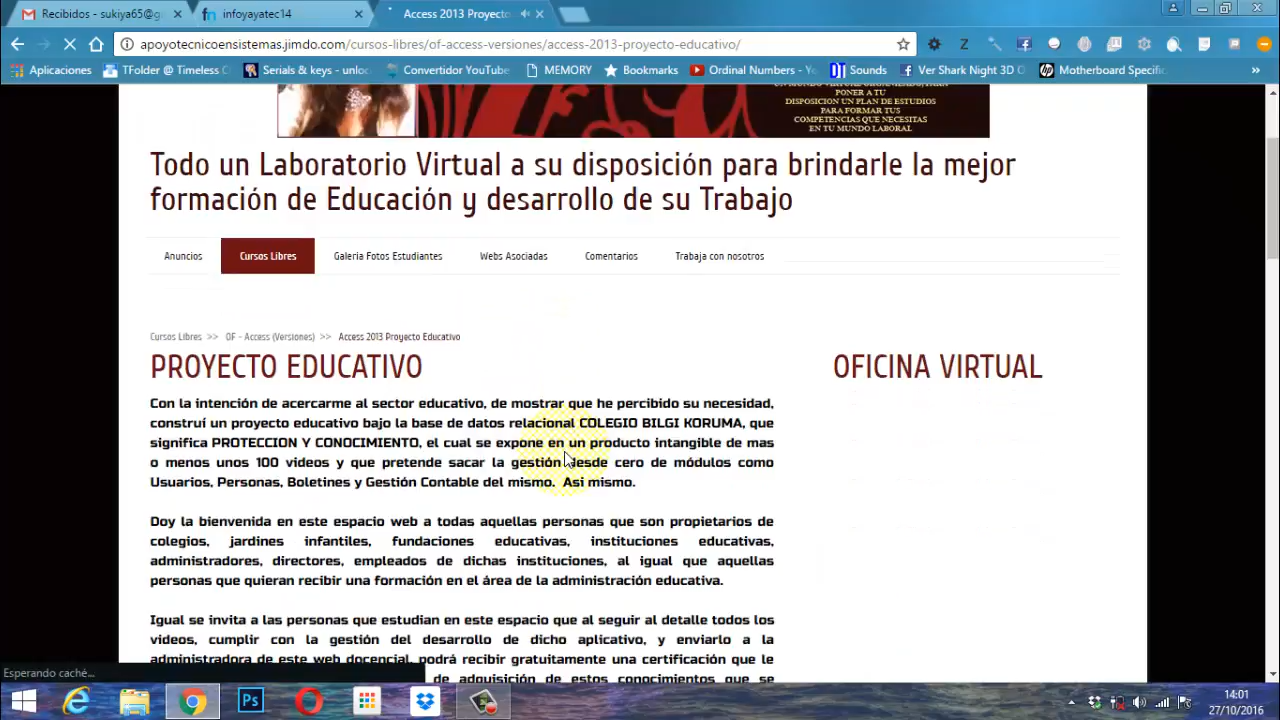 Recibidos - sukiya65@g
infoyayatec14
Access 2013 Proyecto
apoyotecnicoensistemas.jimdo.com/cursos-libres/of-access-versiones/access-2013-proyecto-educativo/
Aplicaciones
TFolder @ Timeless C
Serials & keys - unlo
Convertidor YouTube
MEMORY
Bookmarks
Ordinal Numbers - Yo
DT Sounds
Ver Shark Night 3D O
Motherboard Specific
PONER A TU
DISPOSICION UN PLAN DE ESTUDIOS
PARA FORMAR TUS
COMPETENCIAS QUE NECESITAS
EN TU MUNDO LABORAL
Todo un Laboratorio Virtual a su disposición para brindarle la mejor
formación de Educación y desarrollo de su Trabajo
Anuncios
Cursos Libres
Galeria Fotos Estudiantes
Webs Asociadas
Comentarios
Trabaja con nosotros
Cursos Libres >> OF - Access (Versiones) >> Access 2013 Proyecto Educativo
PROYECTO EDUCATIVO
OFICINA VIRTUAL
Con la intención de acercarme al sector educativo, de mostrar que he percibido su necesidad,
construí un proyecto educativo bajo la base de datos relacional COLEGIO BILGI KORUMA, que
significa PROTECCION Y CONOCIMIENTO, el cual se expone en un producto intangible de mas
o menos unos 100 videos y que pretende sacar la gestión desde cero de módulos como
Usuarios, Personas, Boletines y Gestión Contable del mismo. Asi mismo.
Doy la bienvenida en este espacio web a todas aquellas personas que son propietarios de
colegios, jardines infantiles, fundaciones educativas, instituciones educativas,
administradores, directores, empleados de dichas instituciones, al igual que aquellas
personas que quieran recibir una formación en el área de la administración educativa.
Igual se invita a las personas que estudian en este espacio que al seguir al detalle todos los
videos, cumplir con la gestión del desarrollo de dicho aplicativo, y enviarlo a la
administradora de este web docencial, podrá recibir gratuitamente una certificación que le
de adquisición de estos conocimientos que se
Esperando caché...
14:01
27/10/2016